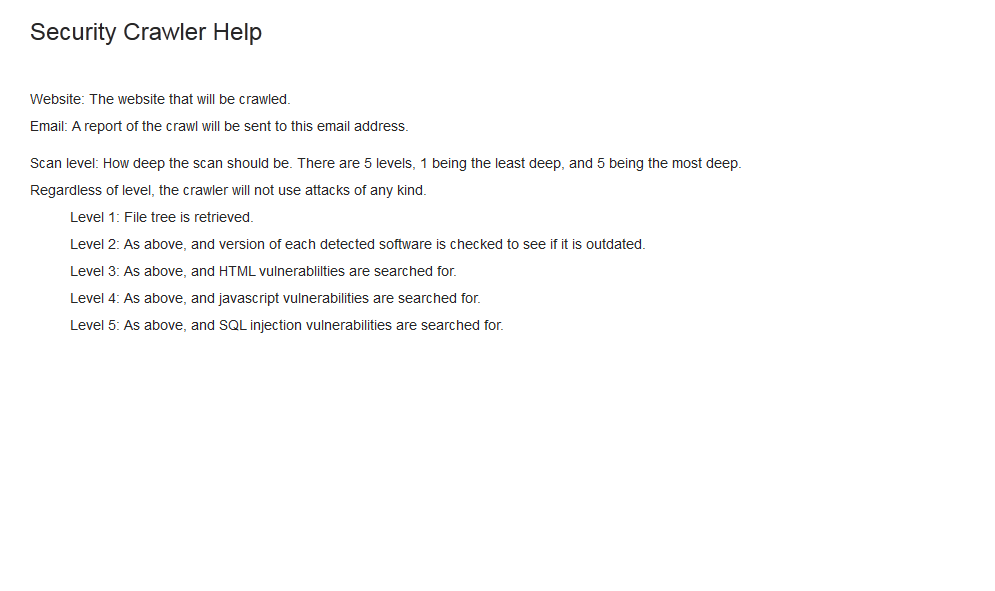 Security Crawler Help
Website: The website that will be crawled.
Email: A report of the crawl will be sent to this email address.
Scan level: How deep the scan should be. There are 5 levels, 1 being the least deep, and 5 being the most deep.
Regardless of level, the crawler will not use attacks of any kind.
Level 1: File tree is retrieved.
Level 2: As above, and version of each detected software is checked to see if it is outdated.
Level 3: As above, and HTML vulnerablilties are searched for.
Level 4: As above, and javascript vulnerabilities are searched for.
Level 5: As above, and SQL injection vulnerabilities are searched for.